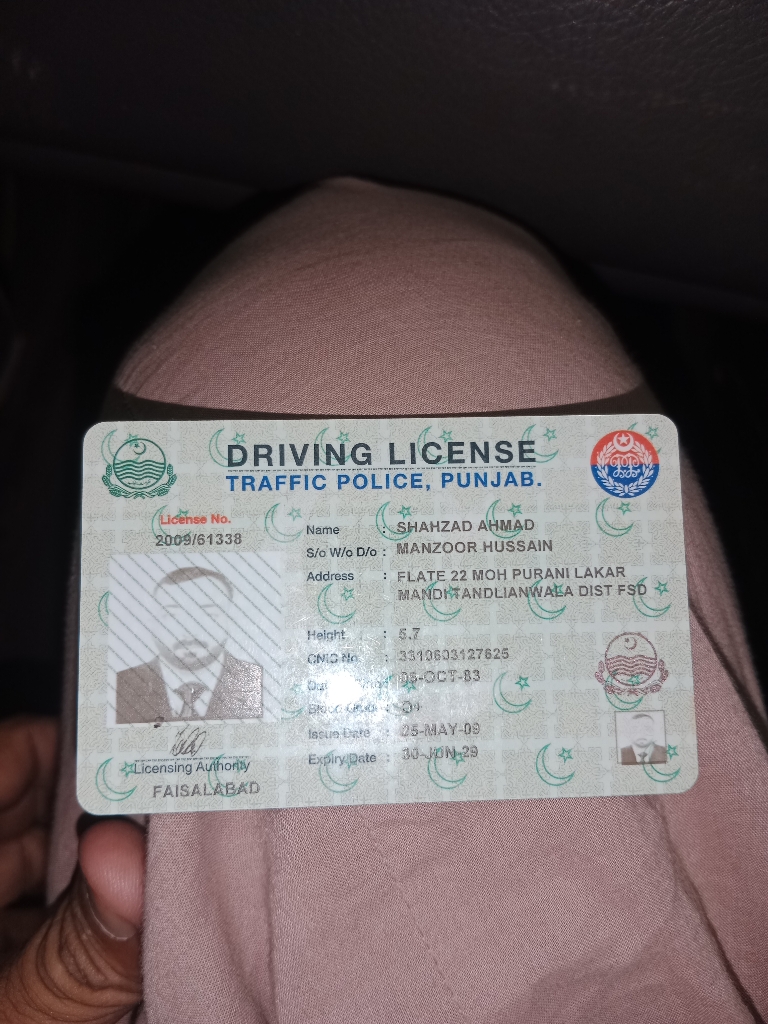 DRIVING LICENSE
TRAFFIC POLICE, PUNJAB.
License No.
2009/61338
Name : SHAHZAD AHMAD
S/o W/o D/o : MANZOOR HUSSAIN
Address : FLATE 22 MOH PURANI LAKAR
MANDI TANDLIANWALA DIST FSD
Height : 5.7
CNIC No. : 3310603127625
05-OCT-83
Blood Group : O+
Issue Date : 25-MAY-09
Expiry Date : 30-JUN-29
Licensing Authority
FAISALABAD